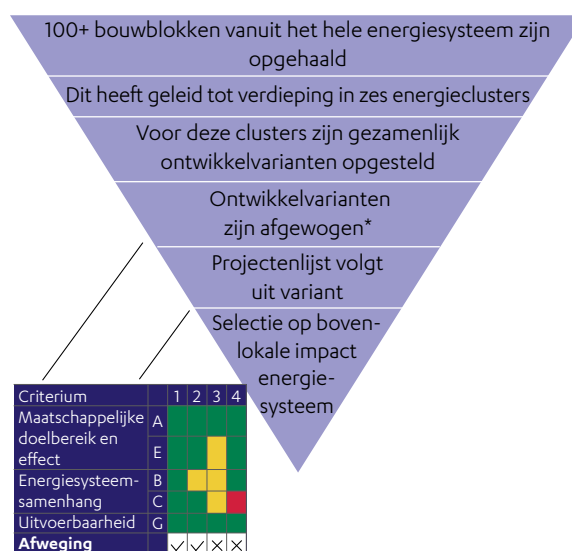 100+ bouwblokken vanuit het hele energiesysteem zijn
opgehaald
Dit heeft geleid tot verdieping in zes energieclusters
Voor deze clusters zijn gezamenlijk
ontwikkelvarianten opgesteld
Ontwikkelvarianten
zijn afgewogen*
Projectenlijst volgt
uit variant
Selectie op boven-
lokale impact
energie-
systeem
Criterium 1 2 3 4
Maatschappelijke A
doelbereik en
effect E
Energiesysteem- B
samenhang C
Uitvoerbaarheid G
Afweging ✓ ✓ × ×